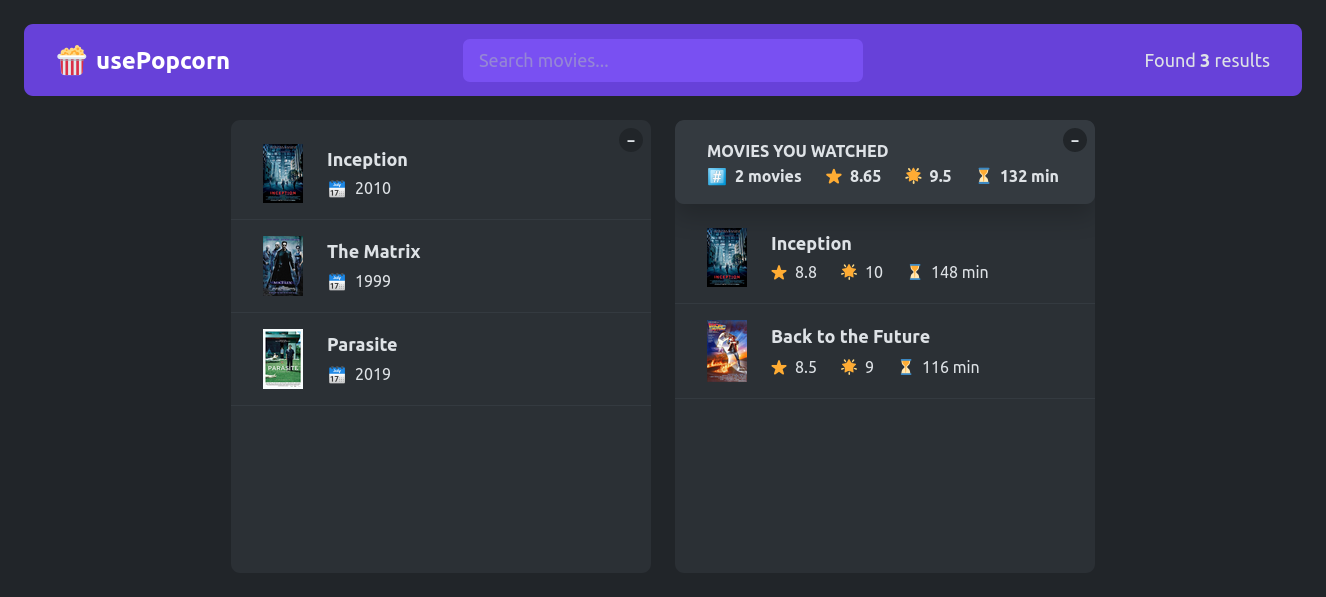 🍿 usePopcorn
Search movies...
Found 3 results
–
Inception
2010
The Matrix
1999
PARASITE
Parasite
2019
–
MOVIES YOU WATCHED
#️⃣ 2 movies ⭐ 8.65 🌟 9.5 ⏳ 132 min
INCEPTION
Inception
⭐ 8.8 🌟 10 ⏳ 148 min
Back to the Future
⭐ 8.5 🌟 9 ⏳ 116 min